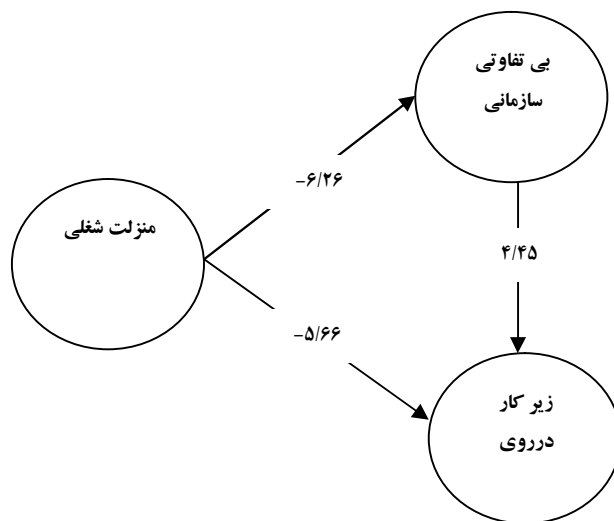 بی تفاوتی
سازمانی
-۶/۲۶
منزلت شغلی
۴/۴۵
-۵/۶۶
زیر کار
درروی